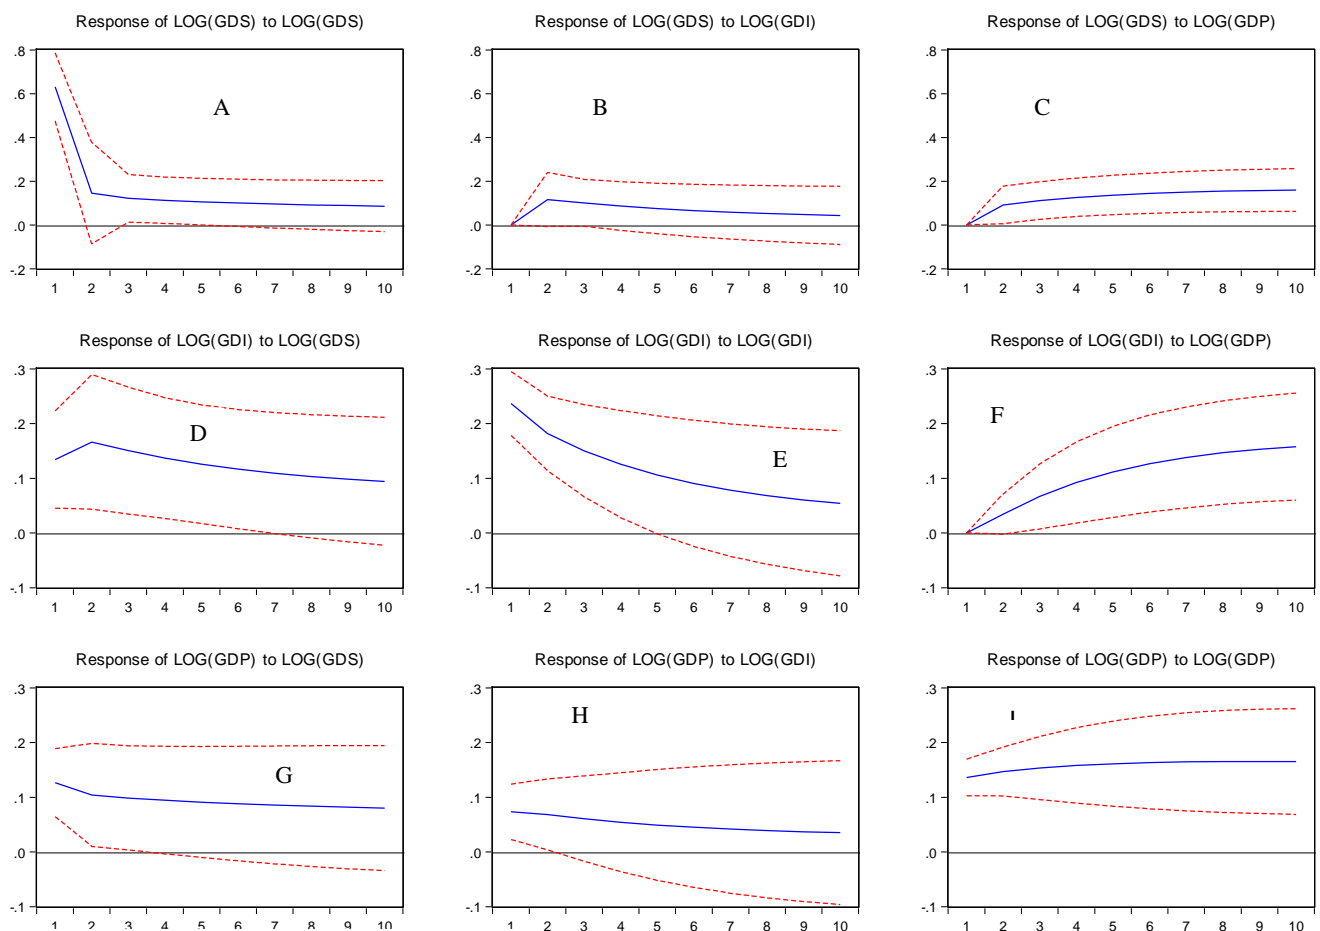 Response of LOG(GDS) to LOG(GDS)
.8
.6
.4
.2
.0
-.2
A
1 2 3 4 5 6 7 8 9 10
Response of LOG(GDS) to LOG(GDI)
.8
.6
.4
.2
.0
-.2
B
1 2 3 4 5 6 7 8 9 10
Response of LOG(GDS) to LOG(GDP)
.8
.6
.4
.2
.0
-.2
C
1 2 3 4 5 6 7 8 9 10
Response of LOG(GDI) to LOG(GDS)
.3
.2
.1
.0
-.1
D
1 2 3 4 5 6 7 8 9 10
Response of LOG(GDI) to LOG(GDI)
.3
.2
.1
.0
-.1
E
1 2 3 4 5 6 7 8 9 10
Response of LOG(GDI) to LOG(GDP)
.3
.2
.1
.0
-.1
F
1 2 3 4 5 6 7 8 9 10
Response of LOG(GDP) to LOG(GDS)
.3
.2
.1
.0
-.1
G
1 2 3 4 5 6 7 8 9 10
Response of LOG(GDP) to LOG(GDI)
.3
.2
.1
.0
-.1
H
1 2 3 4 5 6 7 8 9 10
Response of LOG(GDP) to LOG(GDP)
.3
.2
.1
.0
-.1
I
1 2 3 4 5 6 7 8 9 10